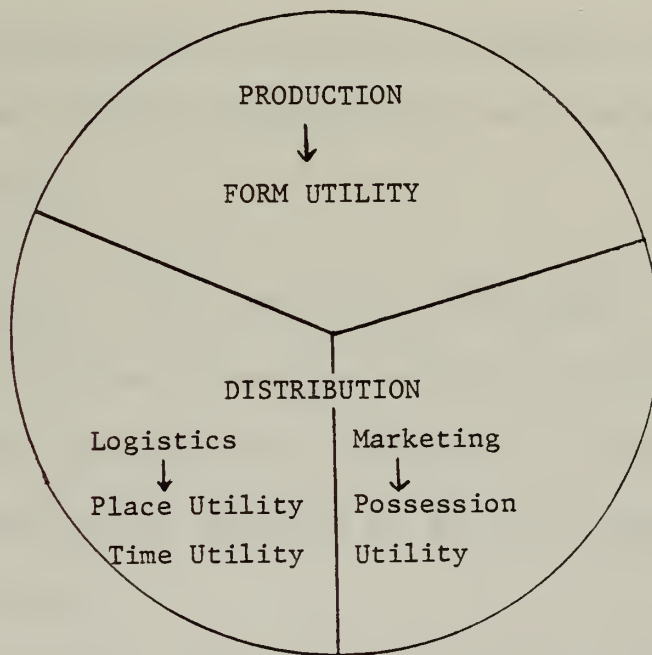 PRODUCTION
FORM UTILITY
DISTRIBUTION
Logistics
Place Utility
Time Utility
Marketing
Possession
Utility